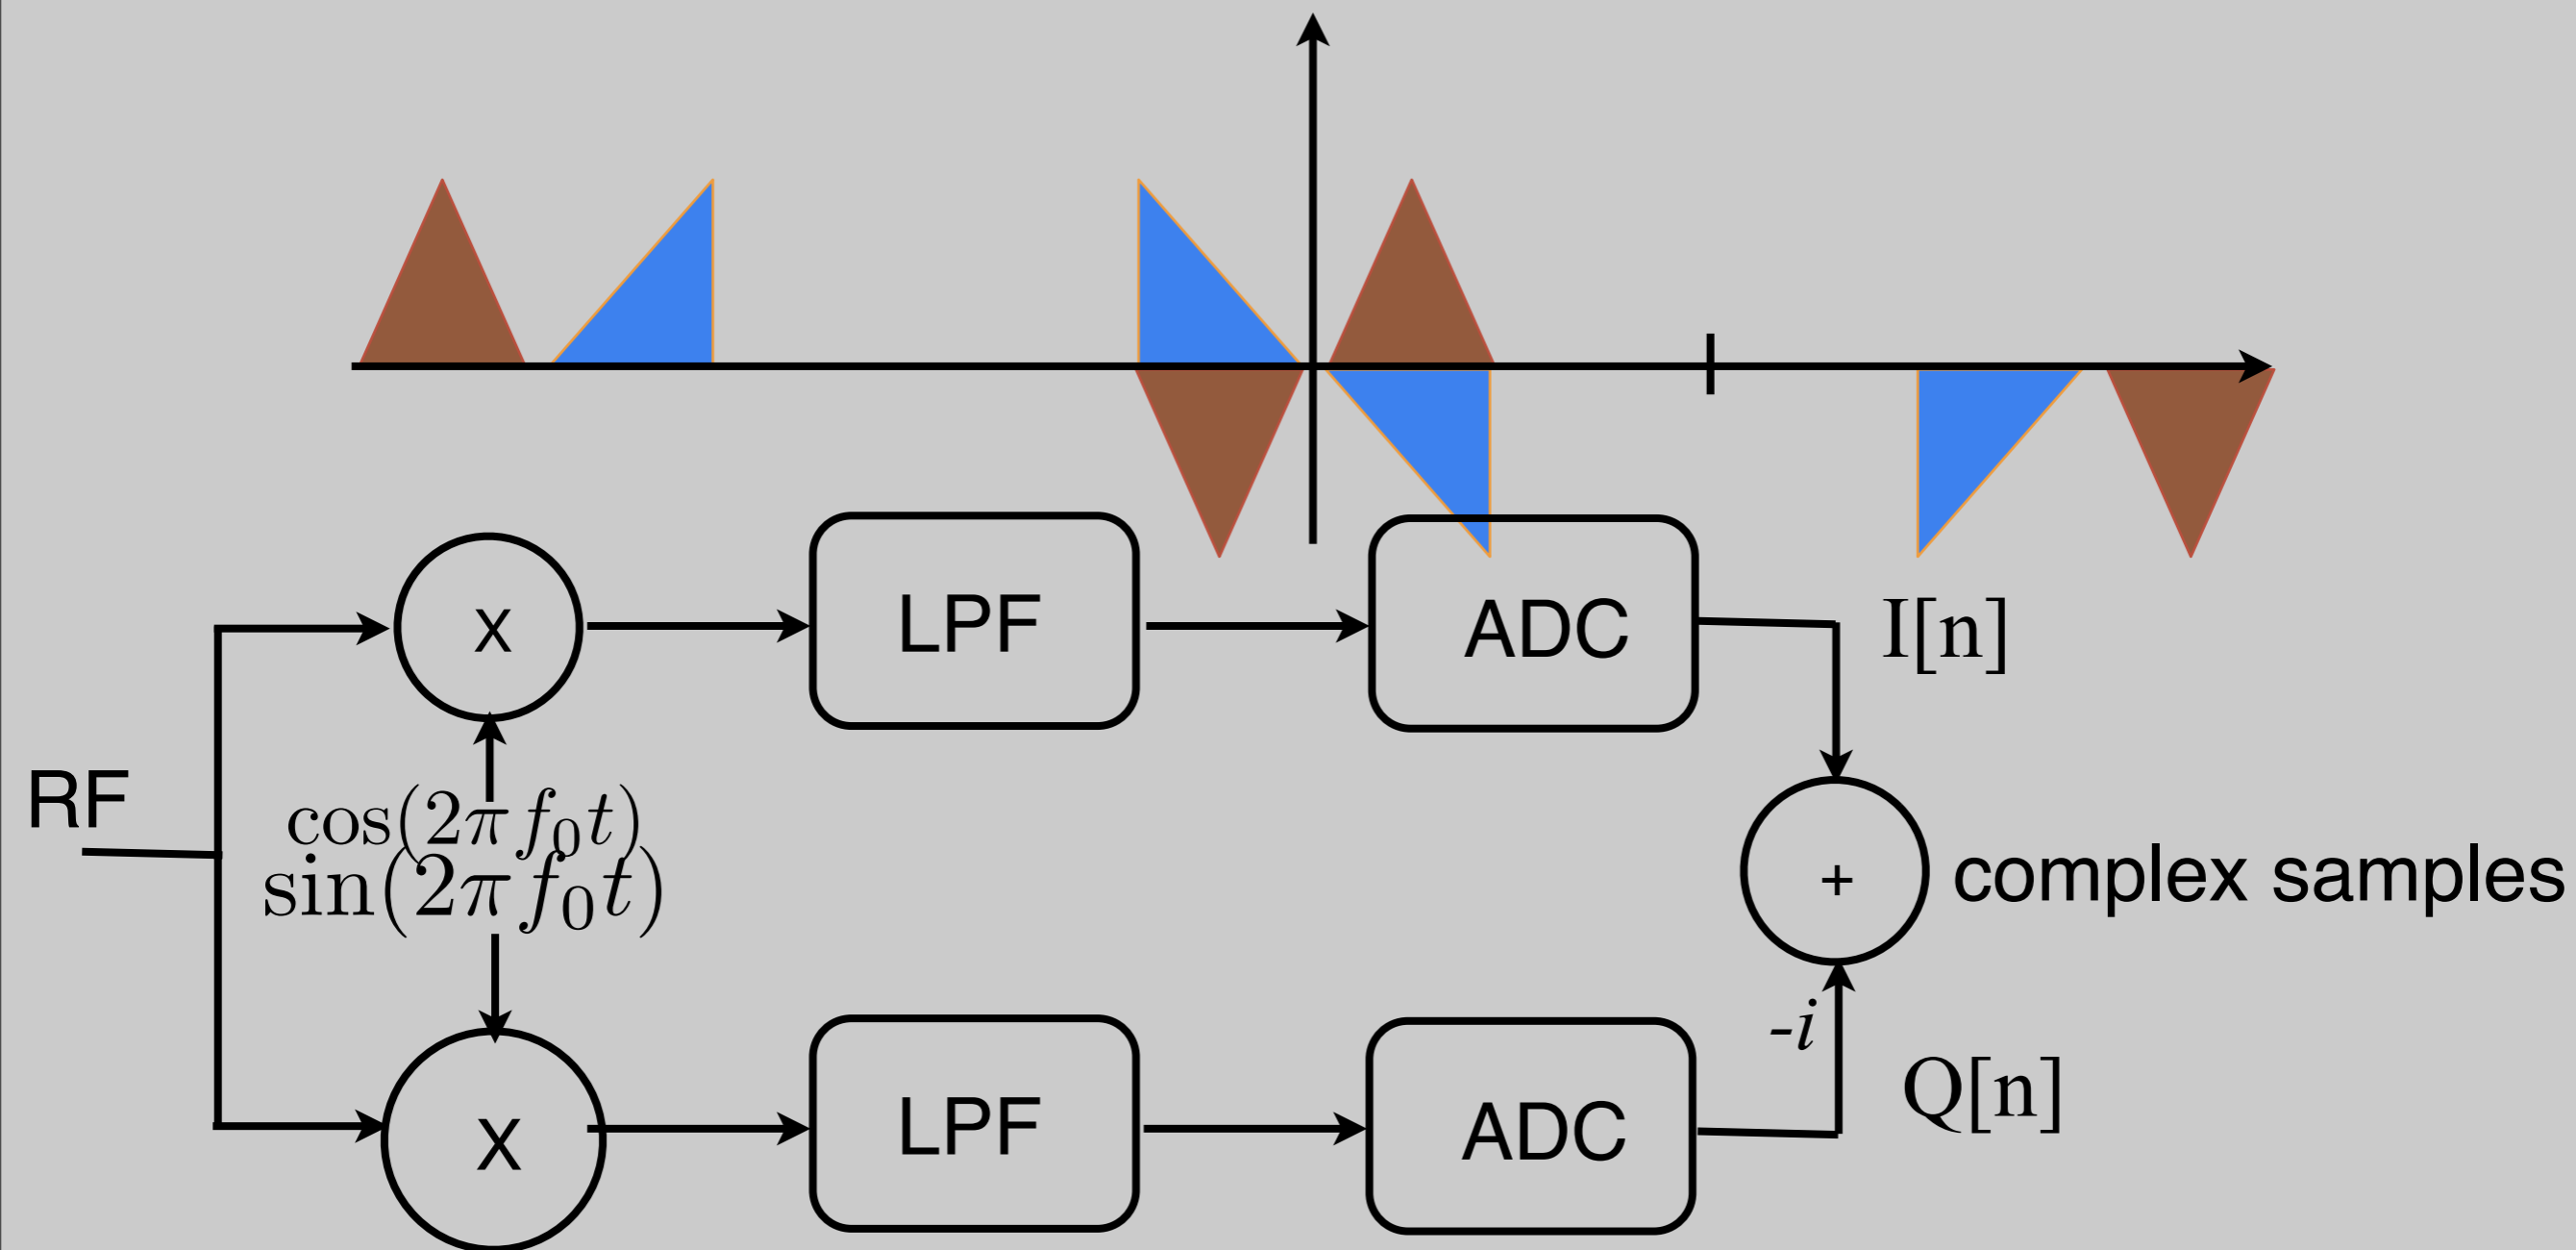 x
LPF
ADC
I[n]
RF
cos(2πf₀t)
sin(2πf₀t)
+
complex samples
-i
Q[n]
x
LPF
ADC